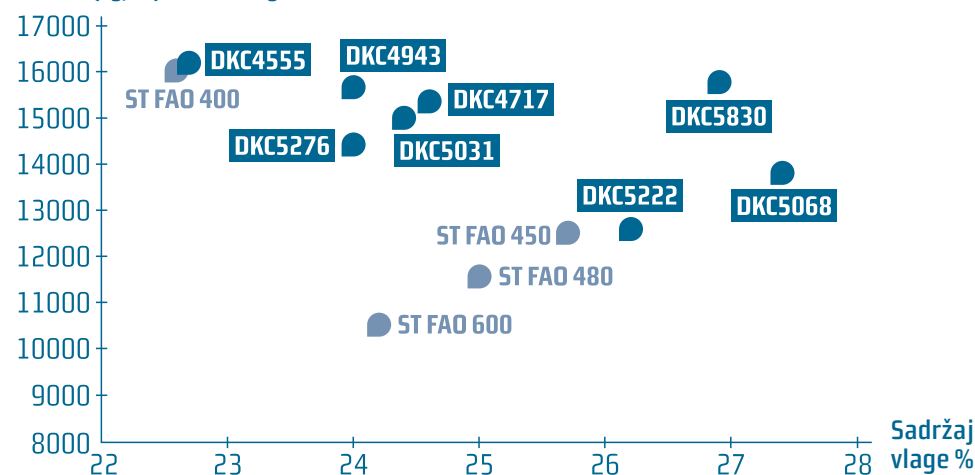 17000
16000
15000
14000
13000
12000
11000
10000
9000
8000
DKC4555
DKC4943
ST FAO 400
DKC4717
DKC5830
DKC5276
DKC5031
DKC5222
DKC5068
ST FAO 450
ST FAO 480
ST FAO 600
22 23 24 25 26 27 28
Sadržaj
vlage %